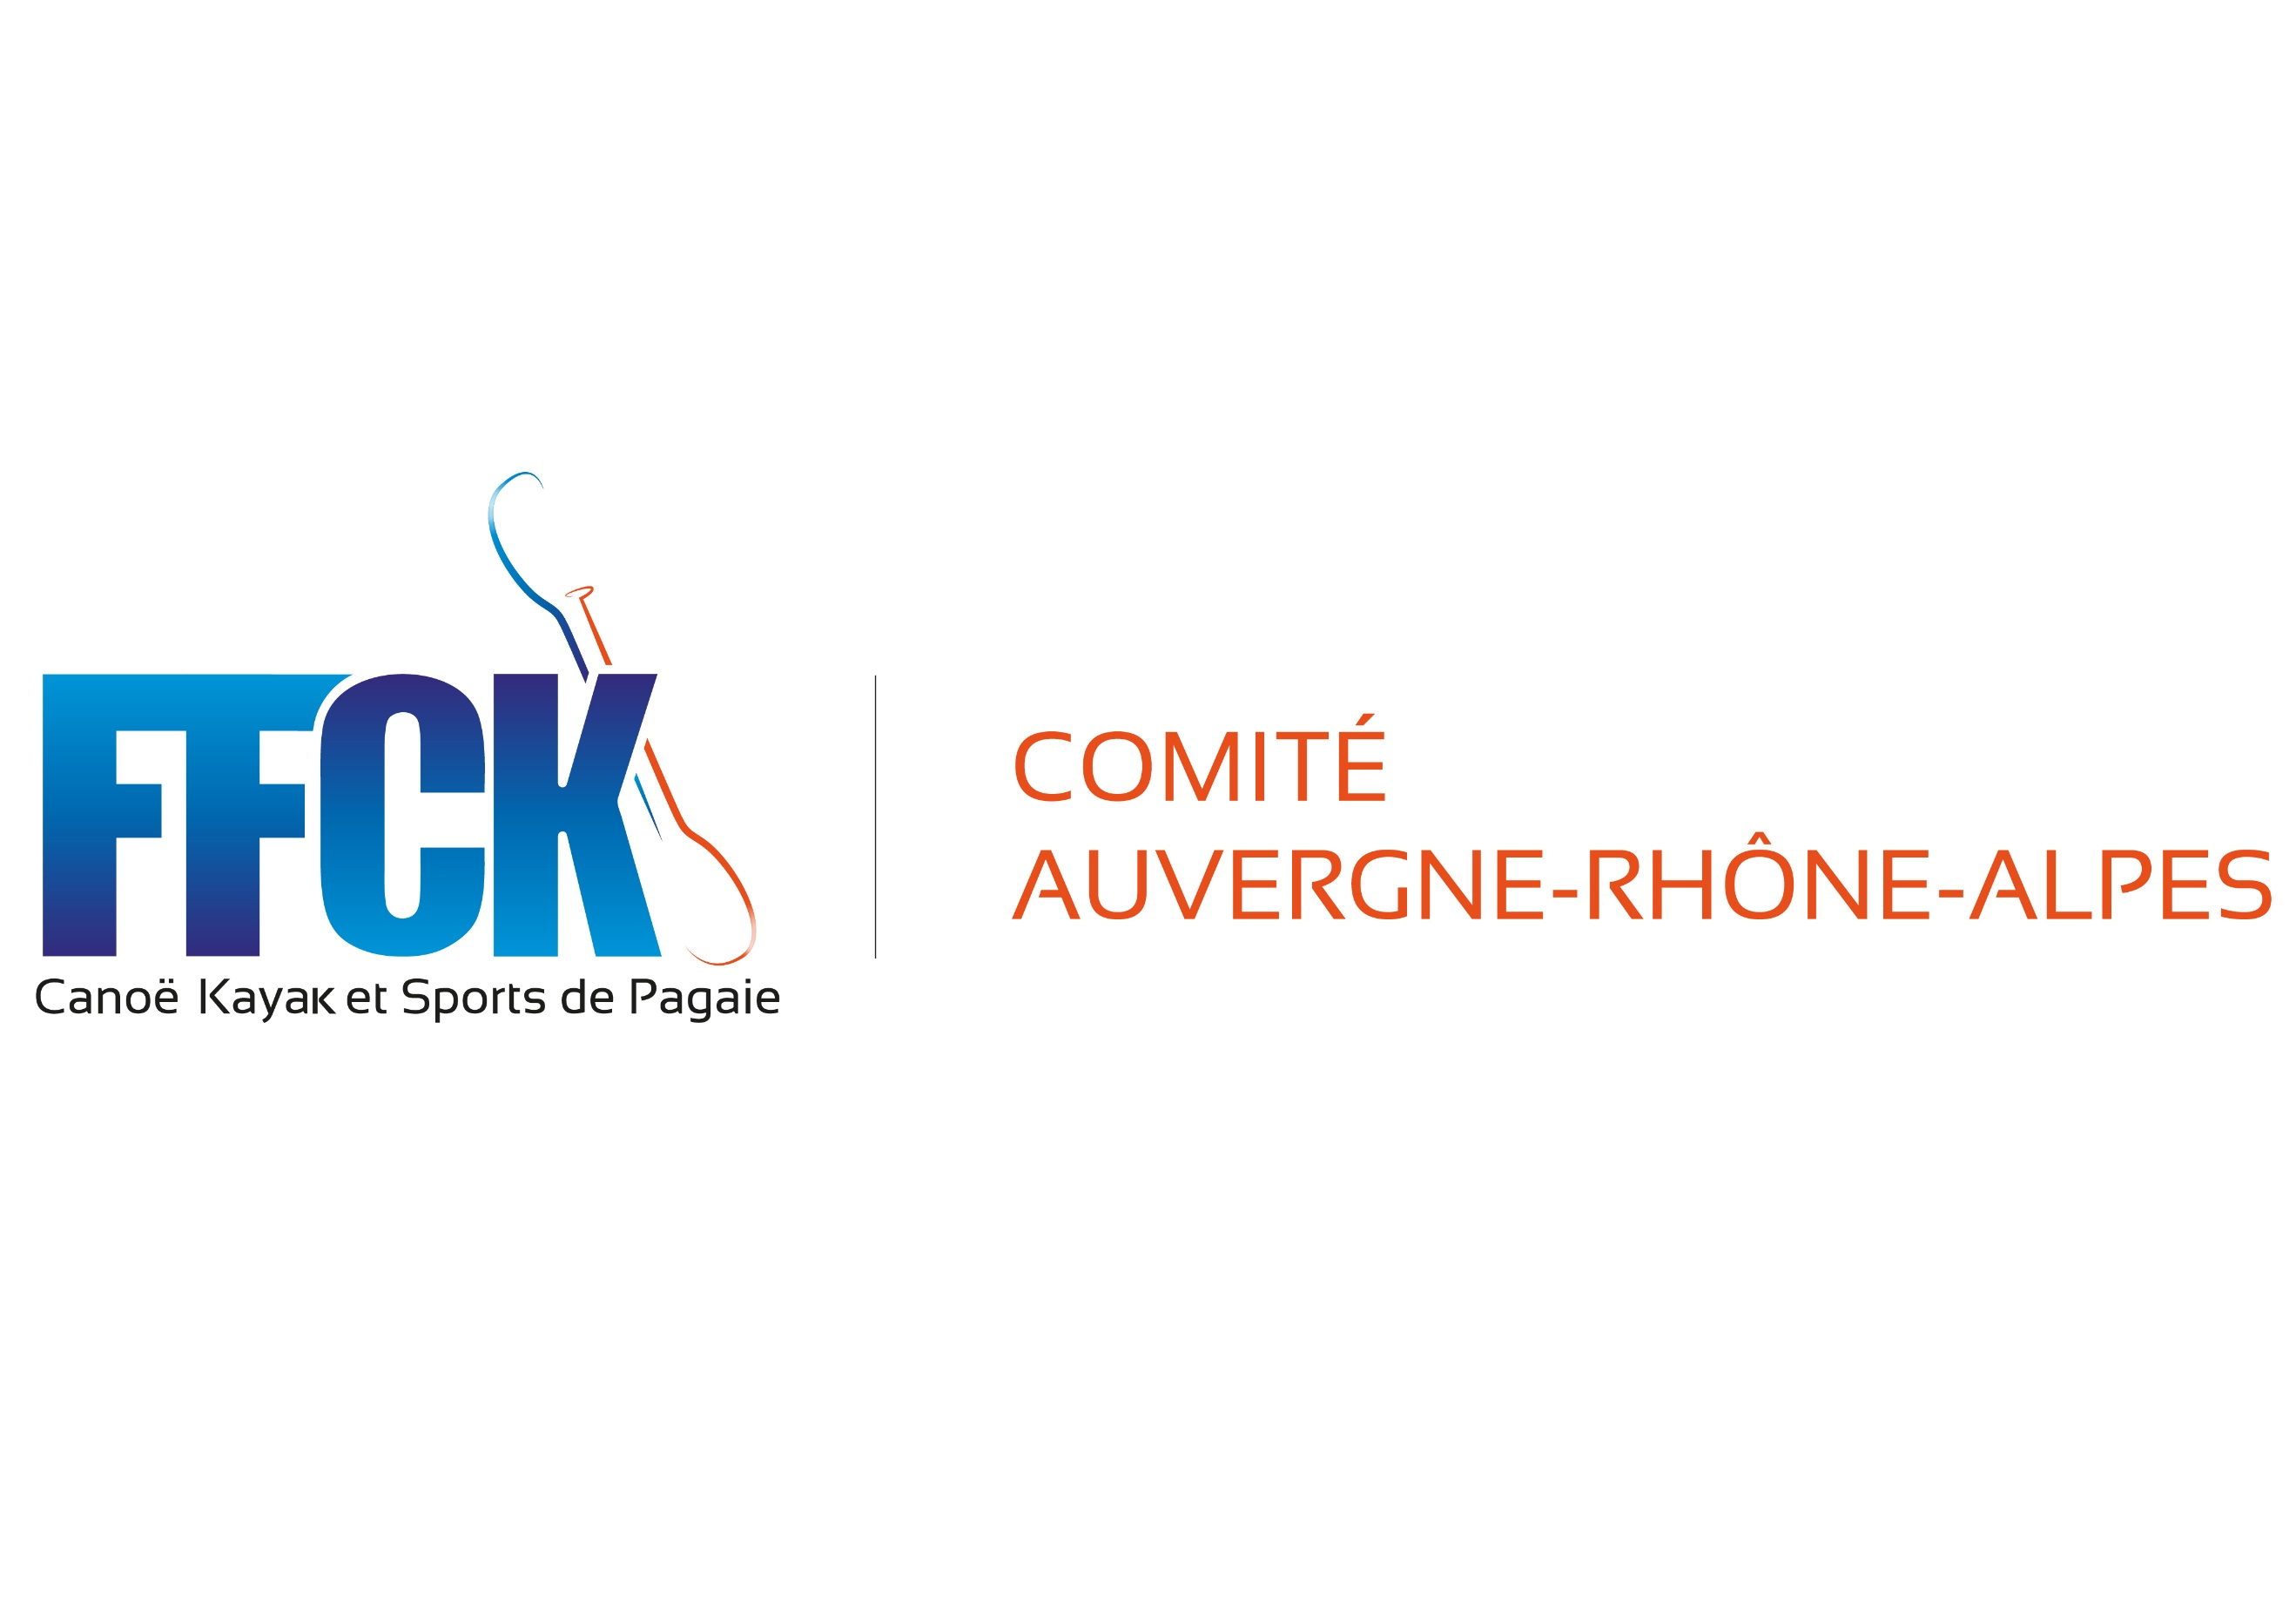 FFCK
Canoë Kayak et Sports de Pagaie
COMITÉ
AUVERGNE-RHÔNE-ALPES